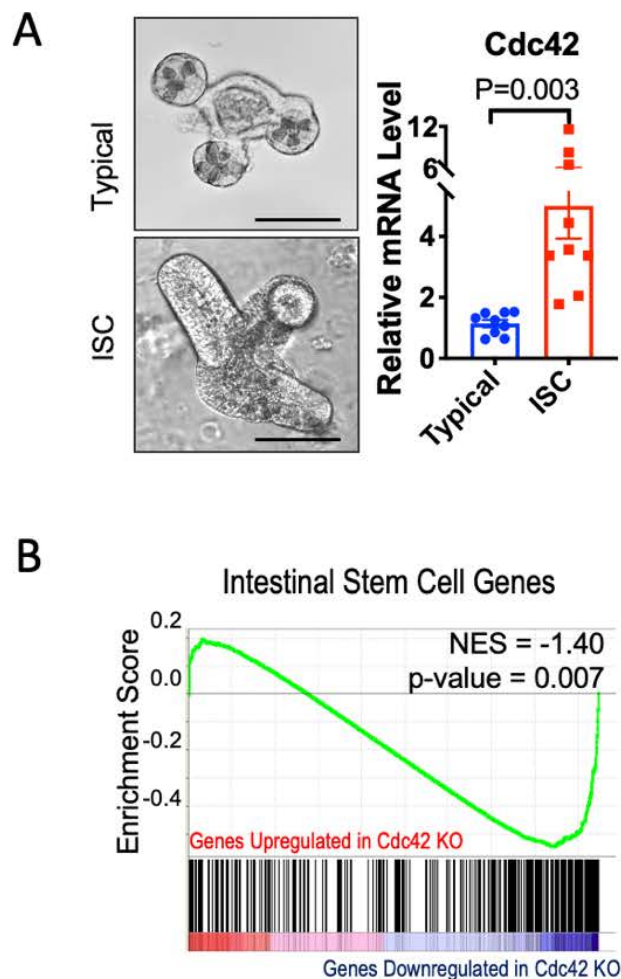 A
Typical
ISC
Cdc42
P=0.003
Relative mRNA Level
12
6
4
2
0
Typical
ISC
B
Intestinal Stem Cell Genes
NES = -1.40
p-value = 0.007
Enrichment Score
0.2
0.0
-0.2
-0.4
Genes Upregulated in Cdc42 KO
Genes Downregulated in Cdc42 KO